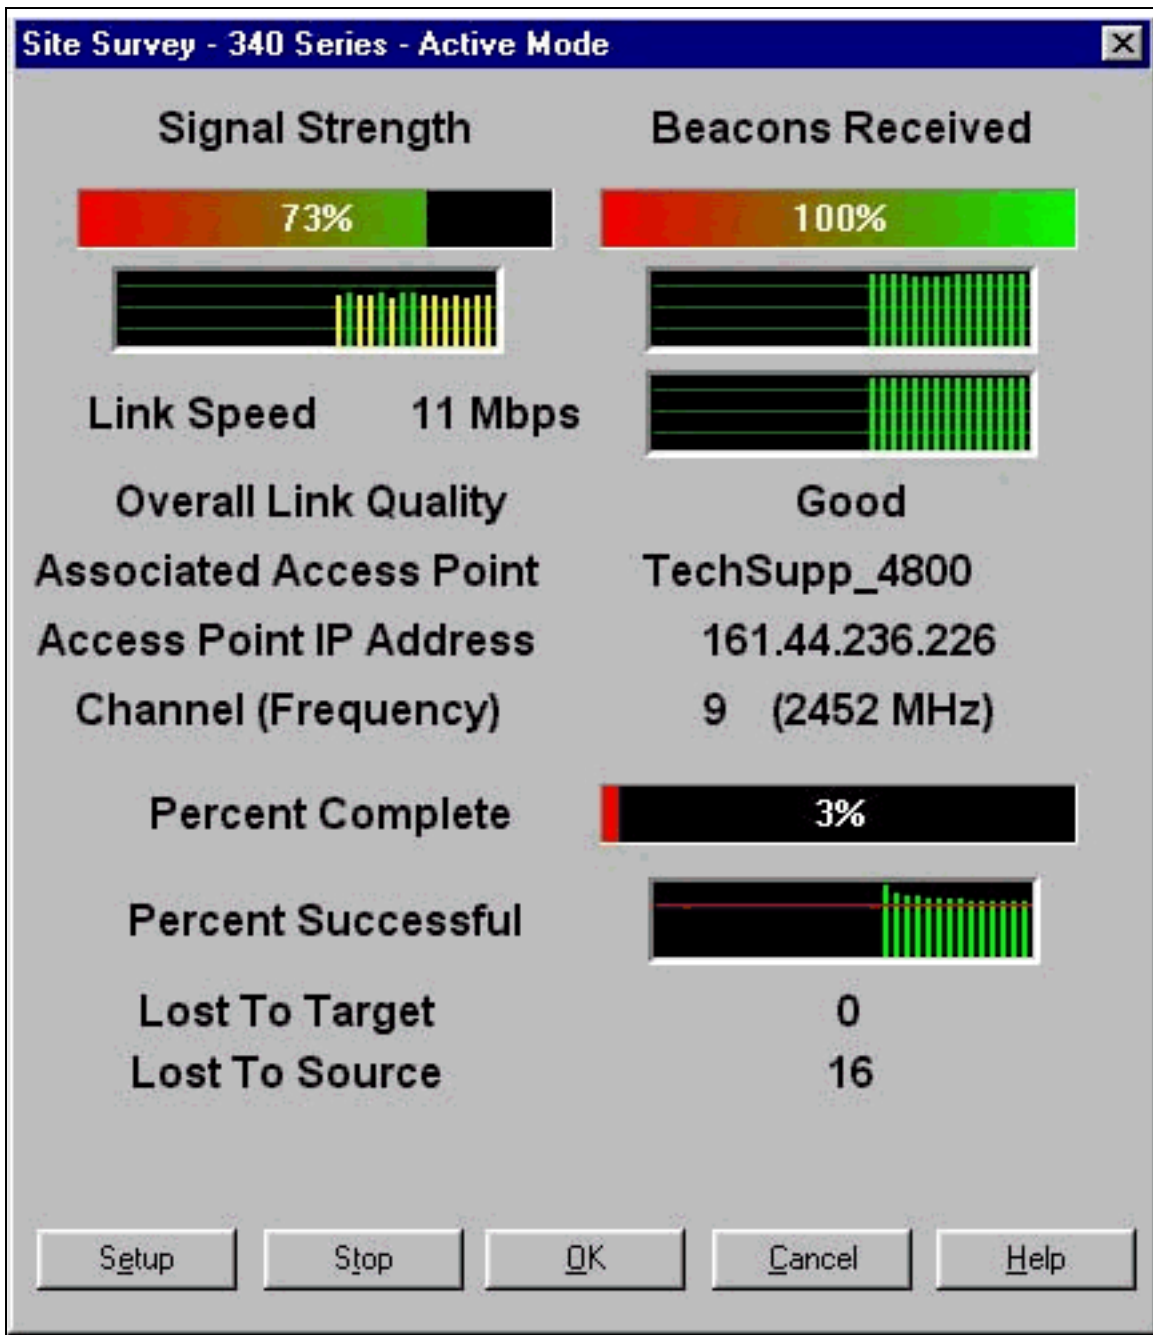 Site Survey - 340 Series - Active Mode
Signal Strength Beacons Received
73% 100%
Link Speed 11 Mbps
Overall Link Quality Good
Associated Access Point TechSupp_4800
Access Point IP Address 161.44.236.226
Channel (Frequency) 9 (2452 MHz)
Percent Complete 3%
Percent Successful
Lost To Target 0
Lost To Source 16
Setup Stop OK Cancel Help